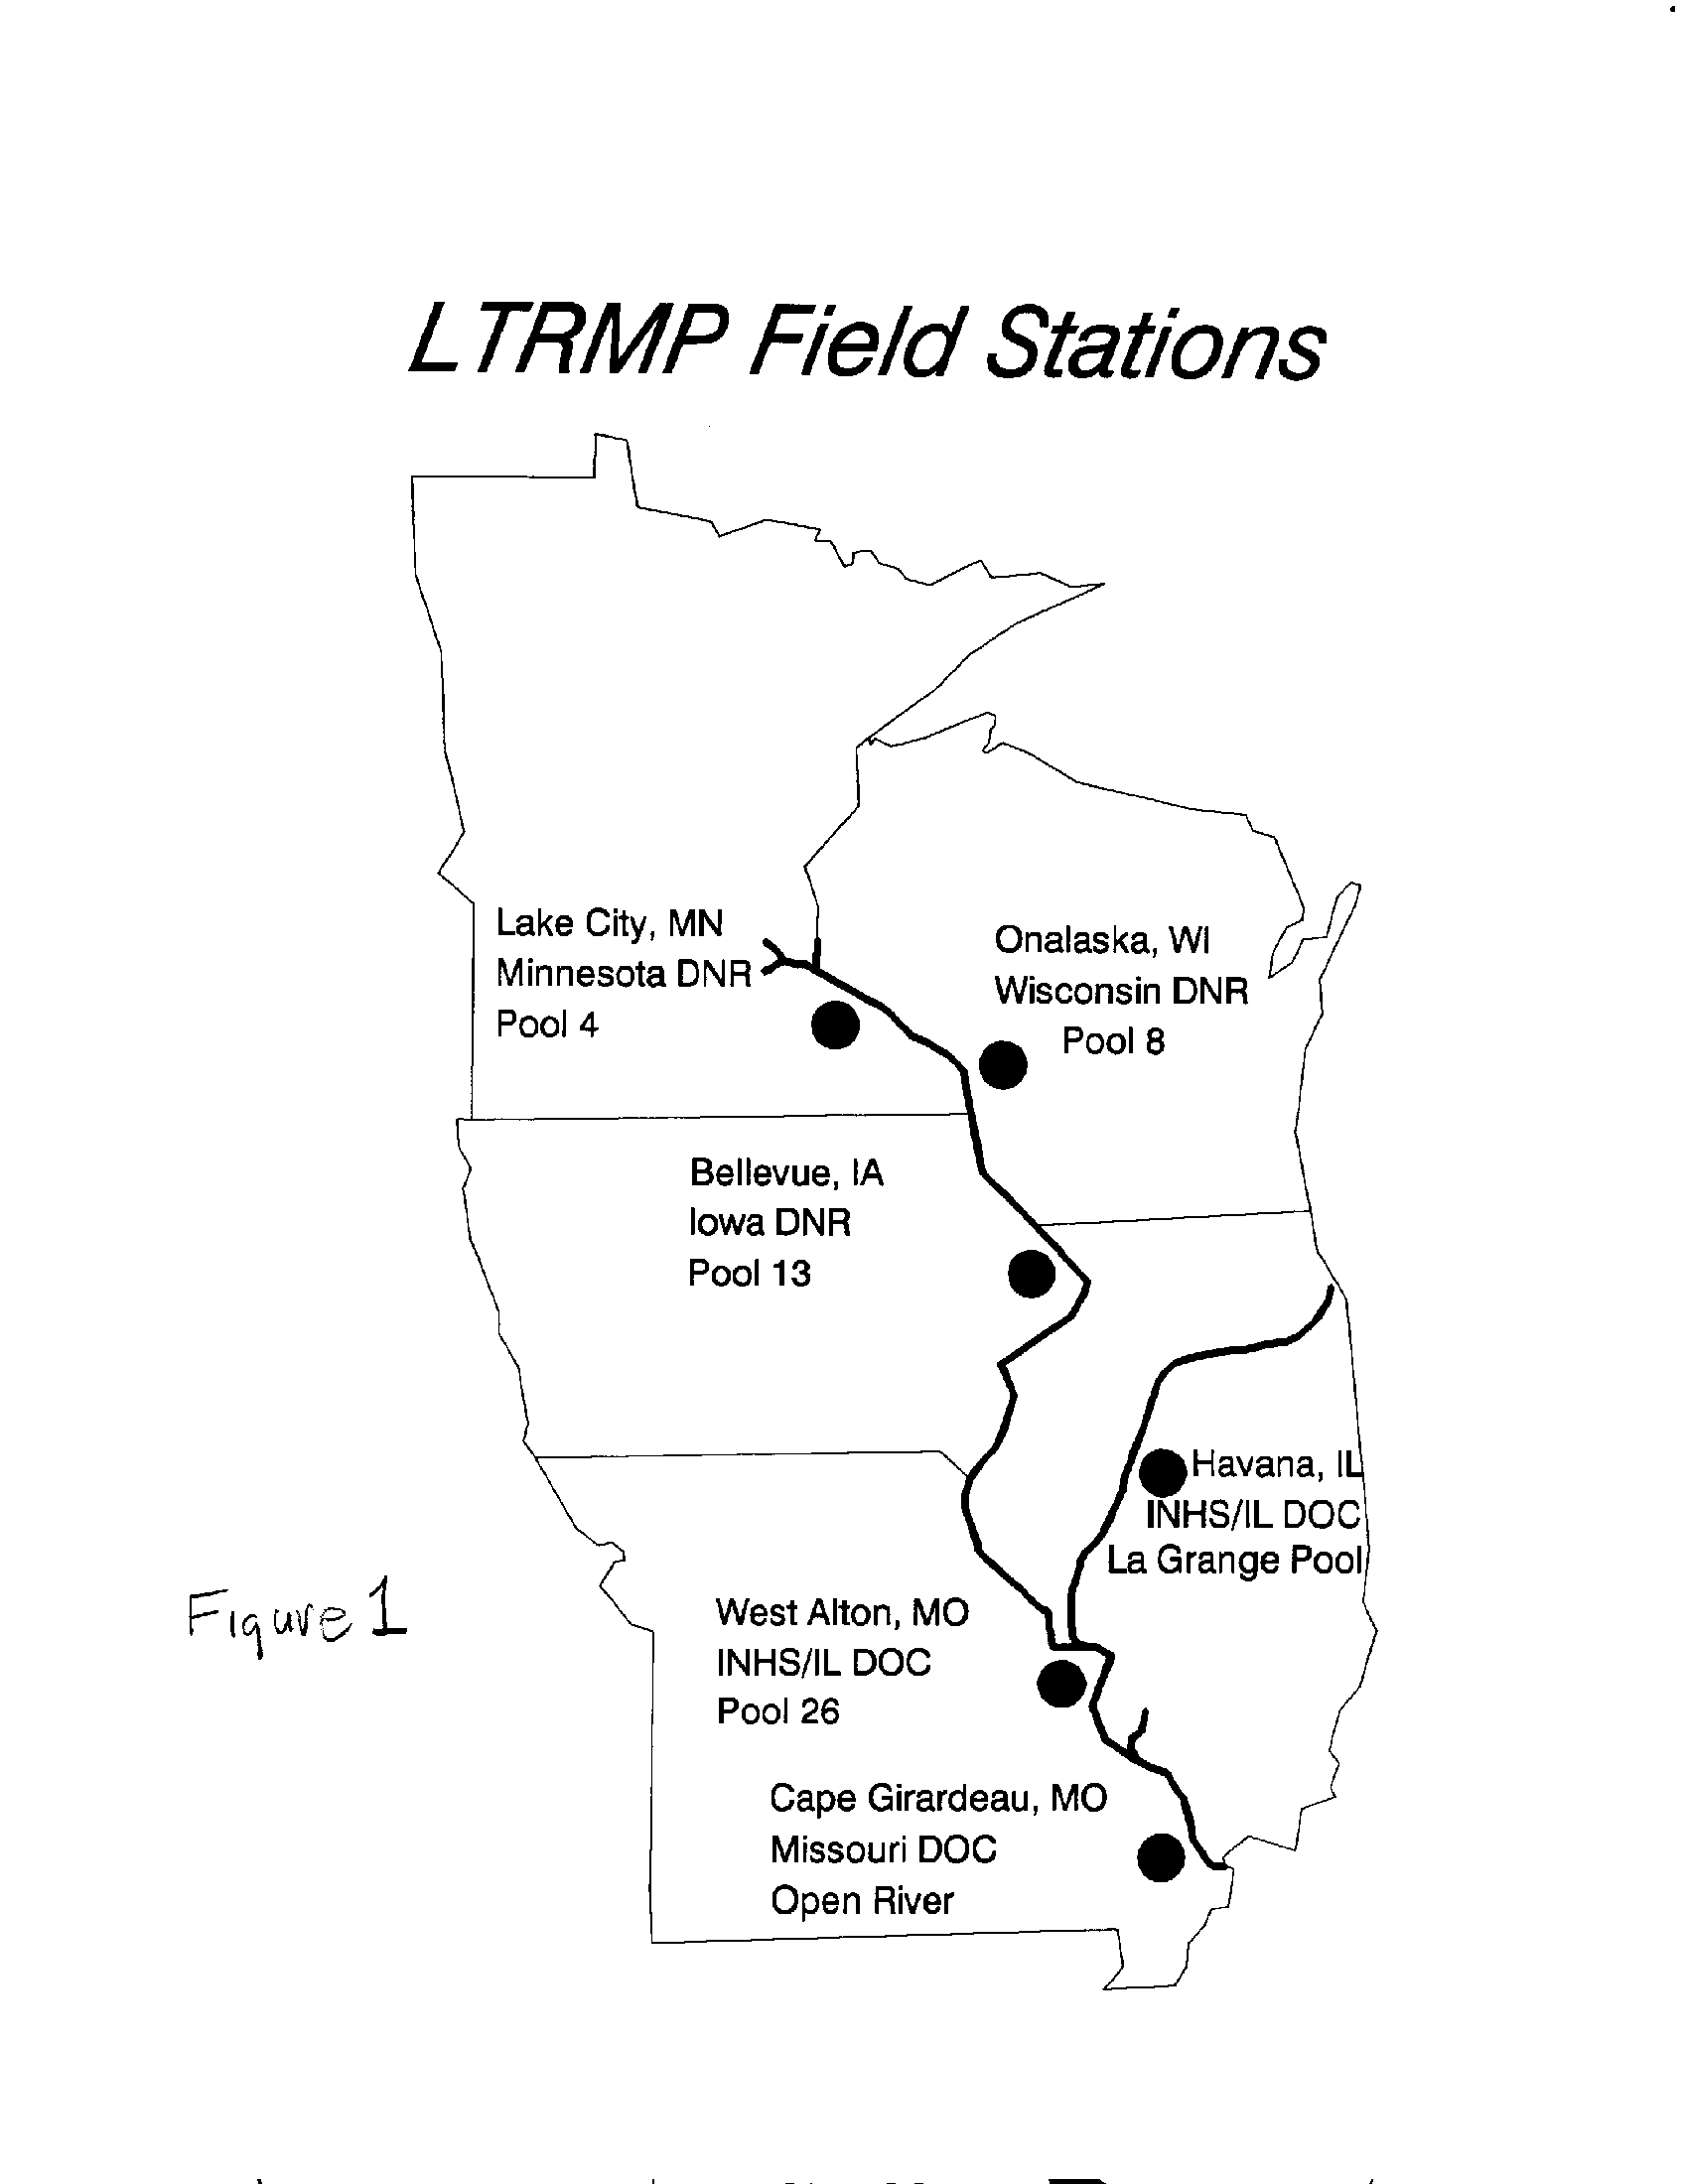 LTRMP Field Stations
Lake City, MN
Minnesota DNR
Pool 4
Onalaska, WI
Wisconsin DNR
Pool 8
Bellevue, IA
Iowa DNR
Pool 13
Havana, IL
INHS/IL DOC
La Grange Pool
West Alton, MO
INHS/IL DOC
Pool 26
Cape Girardeau, MO
Missouri DOC
Open River
Figure 1